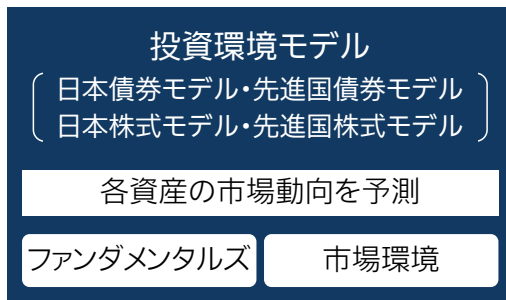 投資環境モデル
日本債券モデル・先進国債券モデル
日本株式モデル・先進国株式モデル
各資産の市場動向を予測
ファンダメンタルズ
市場環境